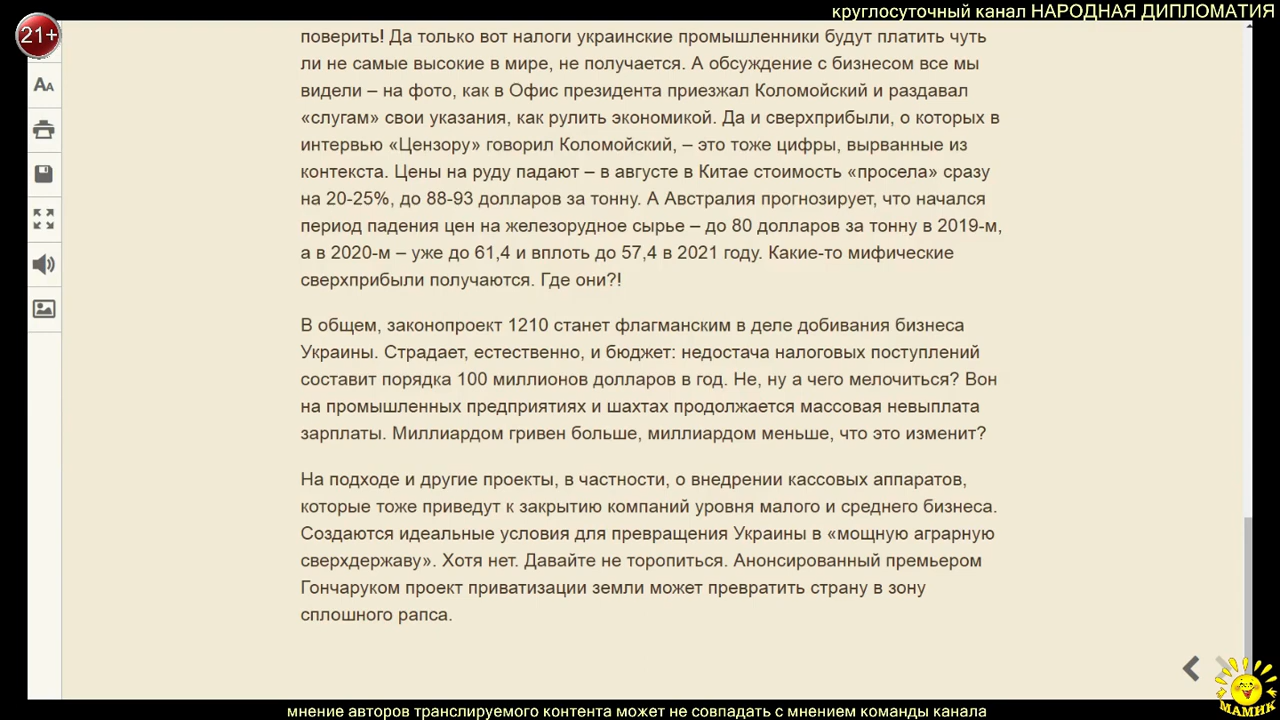 круглосуточный канал НАРОДНАЯ ДИПЛОМАТИЯ
21+
поверить! Да только вот налоги украинские промышленники будут платить чуть
ли не самые высокие в мире, не получается. А обсуждение с бизнесом все мы
видели – на фото, как в Офис президента приезжал Коломойский и раздавал
«слугам» свои указания, как рулить экономикой. Да и сверхприбыли, о которых в
интервью «Цензору» говорил Коломойский, – это тоже цифры, вырванные из
контекста. Цены на руду падают – в августе в Китае стоимость «просела» сразу
на 20-25%, до 88-93 долларов за тонну. А Австралия прогнозирует, что начался
период падения цен на железорудное сырье – до 80 долларов за тонну в 2019-м,
а в 2020-м – уже до 61,4 и вплоть до 57,4 в 2021 году. Какие-то мифические
сверхприбыли получаются. Где они?!
В общем, законопроект 1210 станет флагманским в деле добивания бизнеса
Украины. Страдает, естественно, и бюджет: недостача налоговых поступлений
составит порядка 100 миллионов долларов в год. Не, ну а чего мелочиться? Вон
на промышленных предприятиях и шахтах продолжается массовая невыплата
зарплаты. Миллиардом гривен больше, миллиардом меньше, что это изменит?
На подходе и другие проекты, в частности, о внедрении кассовых аппаратов,
которые тоже приведут к закрытию компаний уровня малого и среднего бизнеса.
Создаются идеальные условия для превращения Украины в «мощную аграрную
сверхдержаву». Хотя нет. Давайте не торопиться. Анонсированный премьером
Гончаруком проект приватизации земли может превратить страну в зону
сплошного рапса.
МАМИК
мнение авторов транслируемого контента может не совпадать с мнением команды канала